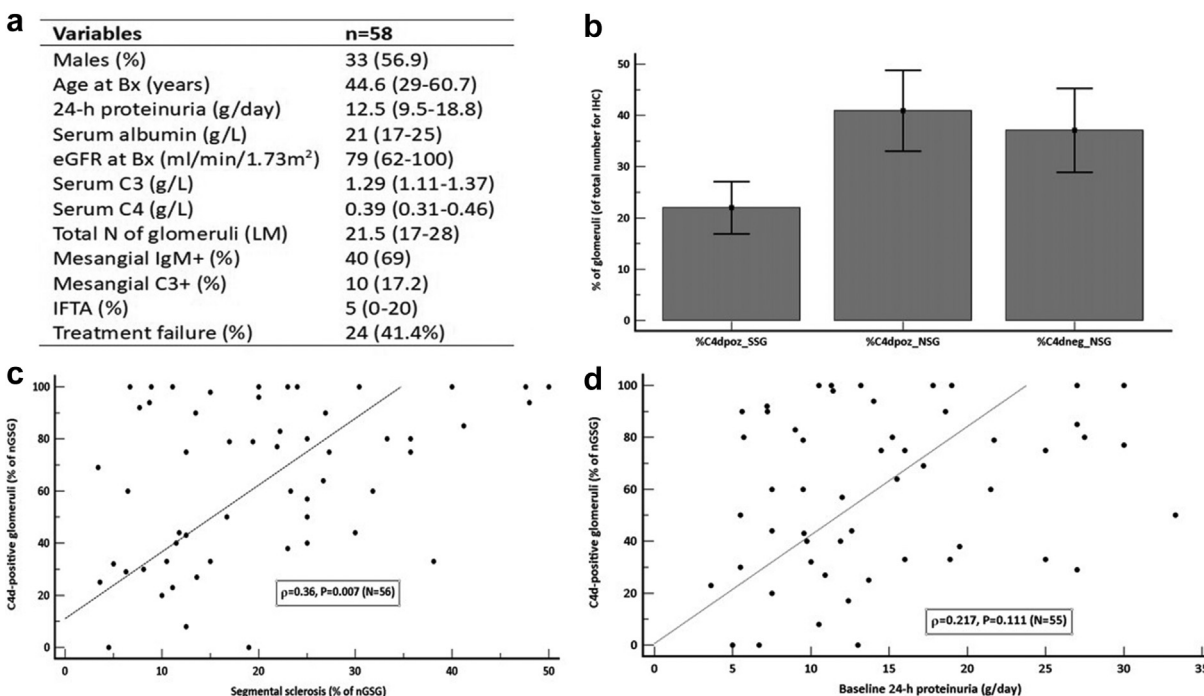 a
Variables n=58
Males (%) 33 (56.9)
Age at Bx (years) 44.6 (29-60.7)
24-h proteinuria (g/day) 12.5 (9.5-18.8)
Serum albumin (g/L) 21 (17-25)
eGFR at Bx (ml/min/1.73m²) 79 (62-100)
Serum C3 (g/L) 1.29 (1.11-1.37)
Serum C4 (g/L) 0.39 (0.31-0.46)
Total N of glomeruli (LM) 21.5 (17-28)
Mesangial IgM+ (%) 40 (69)
Mesangial C3+ (%) 10 (17.2)
IFTA (%) 5 (0-20)
Treatment failure (%) 24 (41.4%)
b
% of glomeruli (of total number for IHC)
50
40
30
20
10
0
%C4dpoz_SSG %C4dpoz_NSG %C4dneg_NSG
c
C4d-positive glomeruli (% of nGSG)
100
80
60
40
20
0
ρ=0.36, P=0.007 (N=56)
0 10 20 30 40 50
Segmental sclerosis (% of nGSG)
d
C4d-positive glomeruli (% of nGSG)
100
80
60
40
20
0
ρ=0.217, P=0.111 (N=55)
0 5 10 15 20 25 30 35
Baseline 24-h proteinuria (g/day)